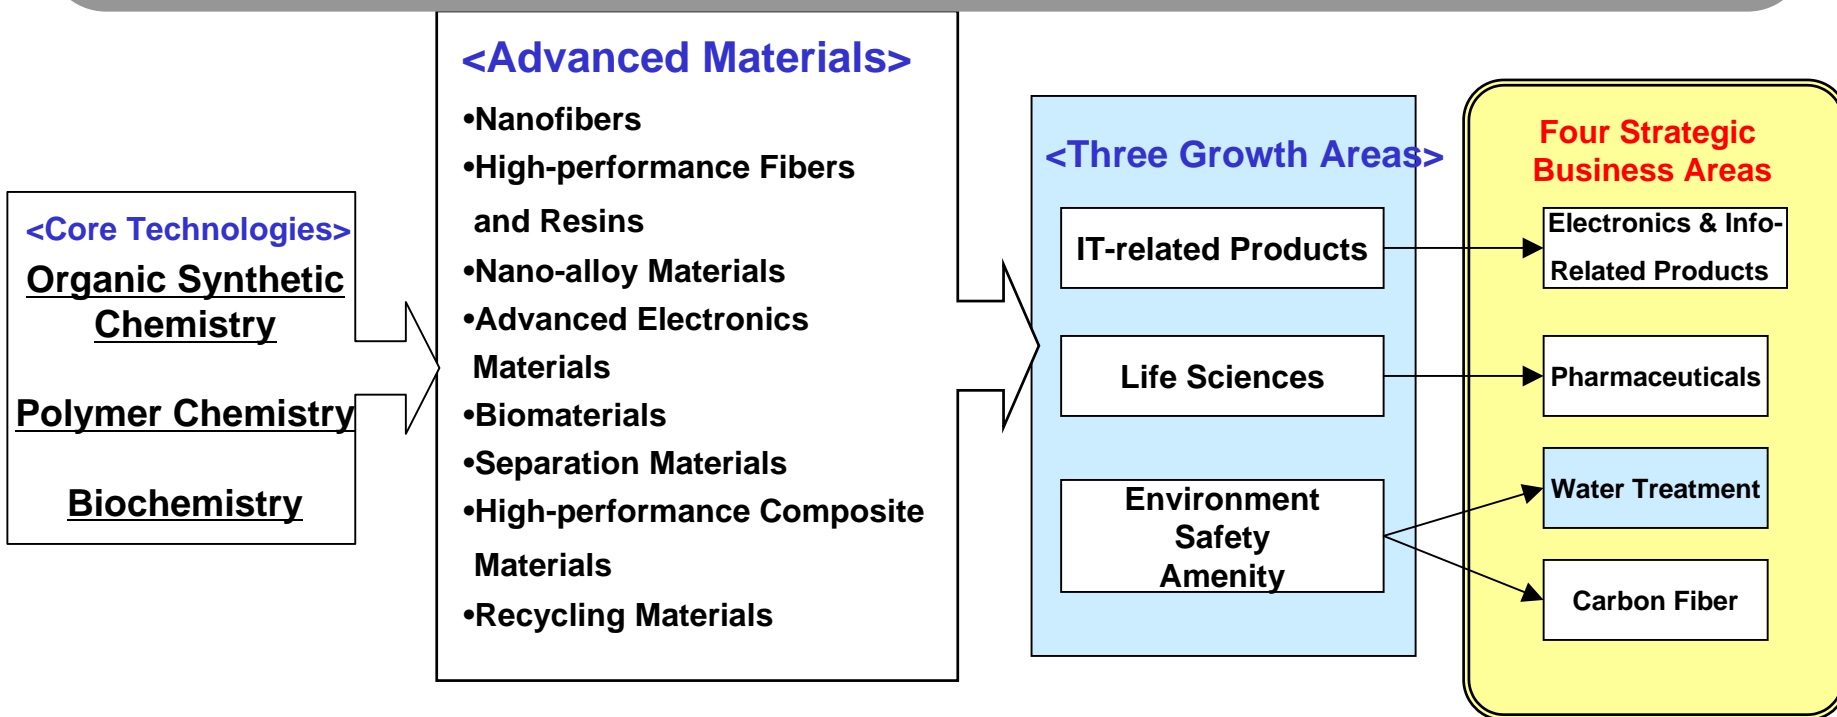 <Core Technologies>
Organic Synthetic
Chemistry
Polymer Chemistry
Biochemistry
<Advanced Materials>
•Nanofibers
•High-performance Fibers
and Resins
•Nano-alloy Materials
•Advanced Electronics
Materials
•Biomaterials
•Separation Materials
•High-performance Composite
Materials
•Recycling Materials
<Three Growth Areas>
IT-related Products
Life Sciences
Environment
Safety
Amenity
Four Strategic
Business Areas
Electronics & Info-
Related Products
Pharmaceuticals
Water Treatment
Carbon Fiber